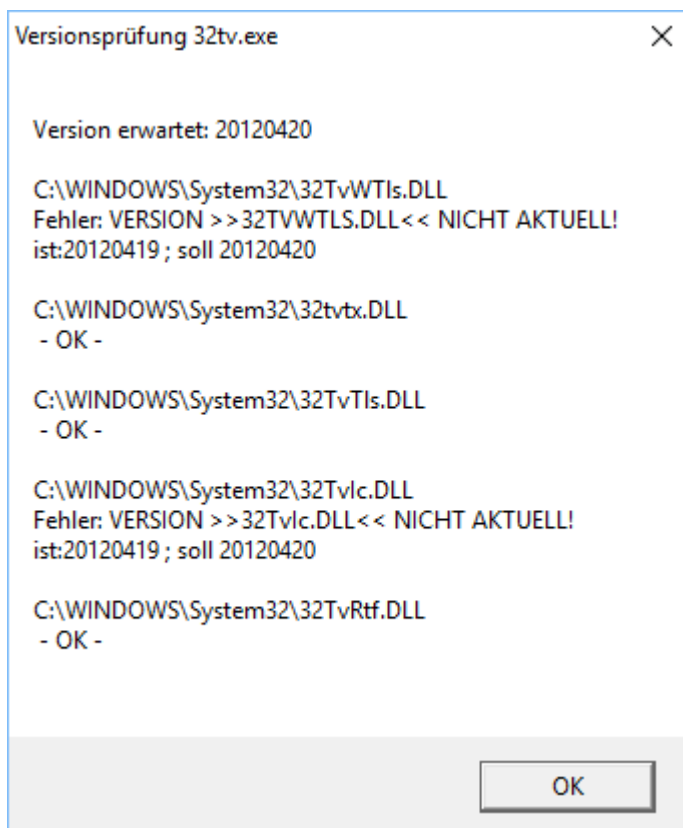 Versionsprüfung 32tv.exe
Version erwartet: 20120420
C:\WINDOWS\System32\32TvWTls.DLL
Fehler: VERSION >>32TVWTLS.DLL<< NICHT AKTUELL!
ist:20120419 ; soll 20120420
C:\WINDOWS\System32\32tvtx.DLL
- OK -
C:\WINDOWS\System32\32TvTls.DLL
- OK -
C:\WINDOWS\System32\32TvIc.DLL
Fehler: VERSION >>32TvIc.DLL<< NICHT AKTUELL!
ist:20120419 ; soll 20120420
C:\WINDOWS\System32\32TvRtf.DLL
- OK -
OK